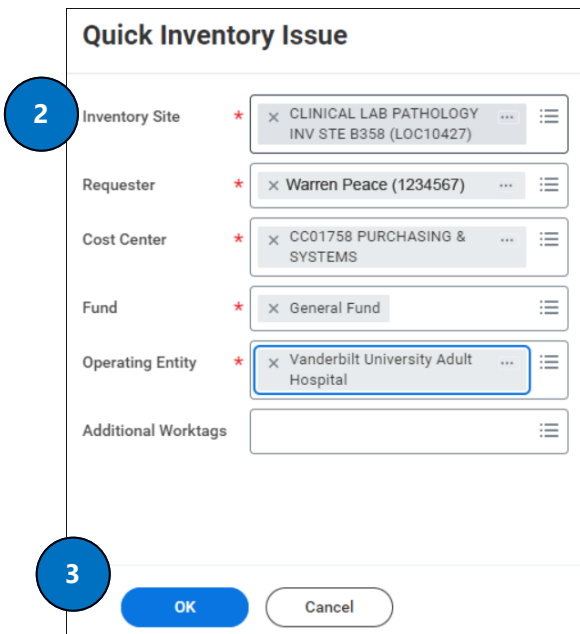 Quick Inventory Issue
2
Inventory Site * × CLINICAL LAB PATHOLOGY ...
INV STE B358 (LOC10427)
Requester * × Warren Peace (1234567) ...
Cost Center * × CC01758 PURCHASING & ...
SYSTEMS
Fund * × General Fund
Operating Entity * × Vanderbilt University Adult ...
Hospital
Additional Worktags
3
OK Cancel